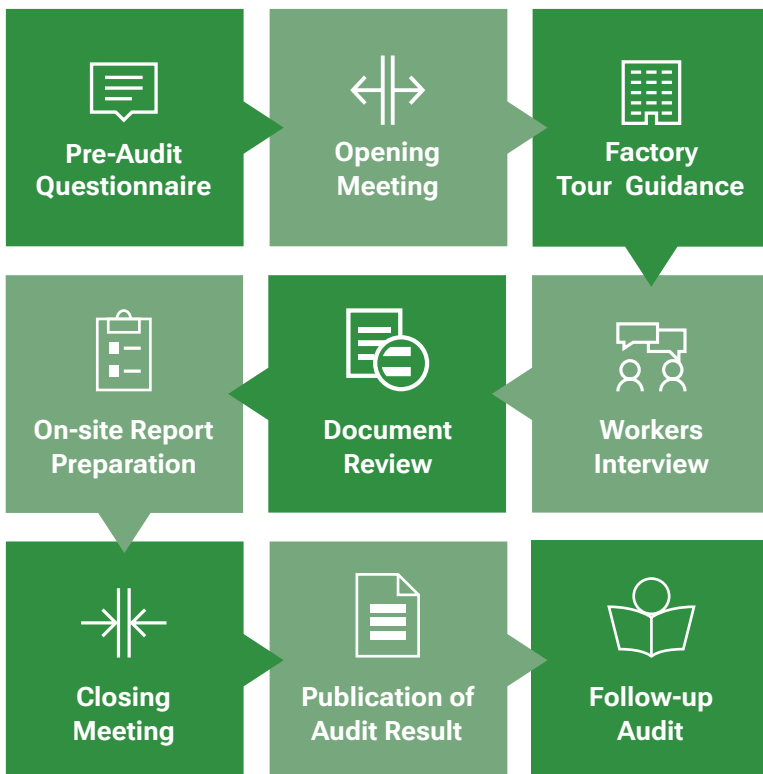 Pre-Audit
Questionnaire
Opening
Meeting
Factory
Tour Guidance
Workers
Interview
Document
Review
On-site Report
Preparation
Closing
Meeting
Publication of
Audit Result
Follow-up
Audit